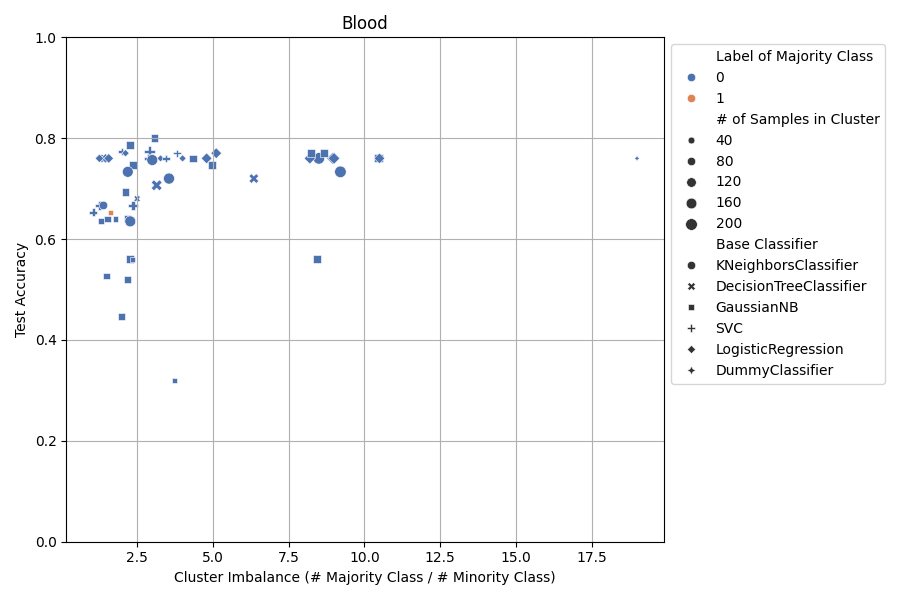 Blood
1.0
0.8
0.6
0.4
0.2
0.0
Test Accuracy
2.5 5.0 7.5 10.0 12.5 15.0 17.5
Cluster Imbalance (# Majority Class / # Minority Class)
Label of Majority Class
0
1
# of Samples in Cluster
40
80
120
160
200
Base Classifier
KNeighborsClassifier
DecisionTreeClassifier
GaussianNB
SVC
LogisticRegression
DummyClassifier